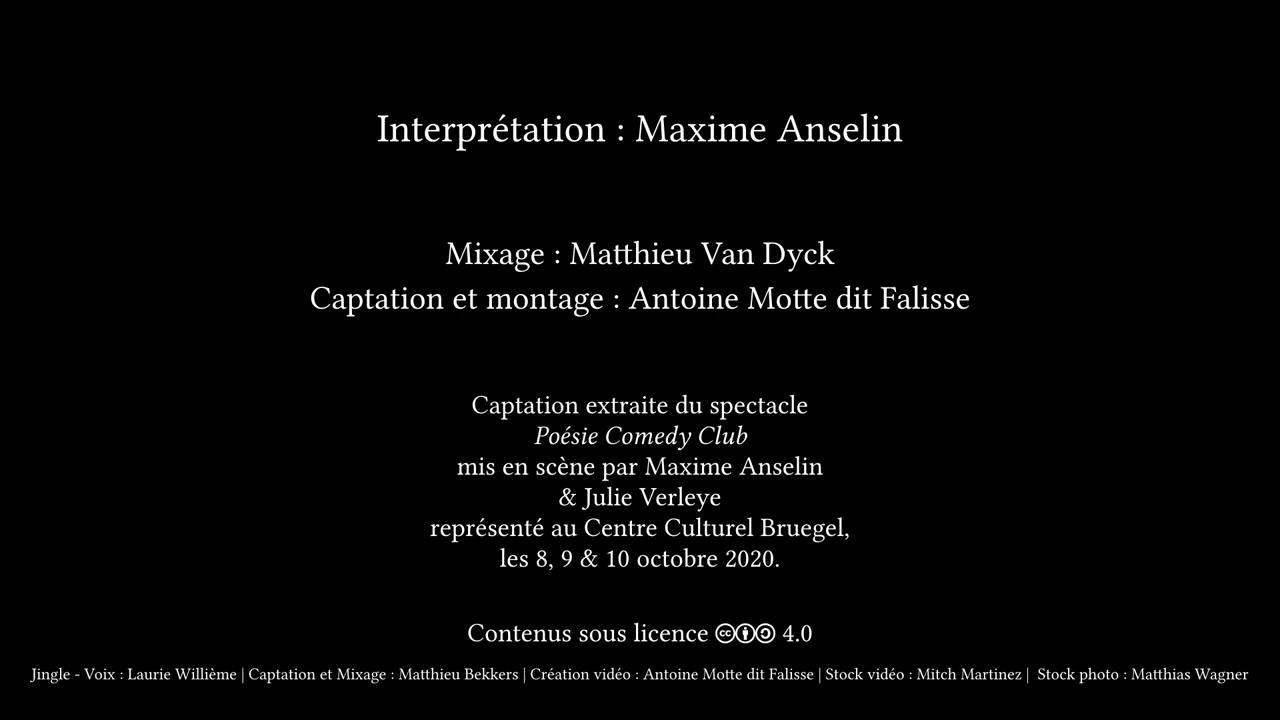 Interprétation : Maxime Anselin
Mixage : Matthieu Van Dyck
Captation et montage : Antoine Motte dit Falisse
Captation extraite du spectacle
Poésie Comedy Club
mis en scène par Maxime Anselin
& Julie Verleye
représenté au Centre Culturel Bruegel,
les 8, 9 & 10 octobre 2020.
Contenus sous licence 🅭🅯🄎 4.0
Jingle - Voix : Laurie Willième | Captation et Mixage : Matthieu Bekkers | Création vidéo : Antoine Motte dit Falisse | Stock vidéo : Mitch Martinez | Stock photo : Matthias Wagner